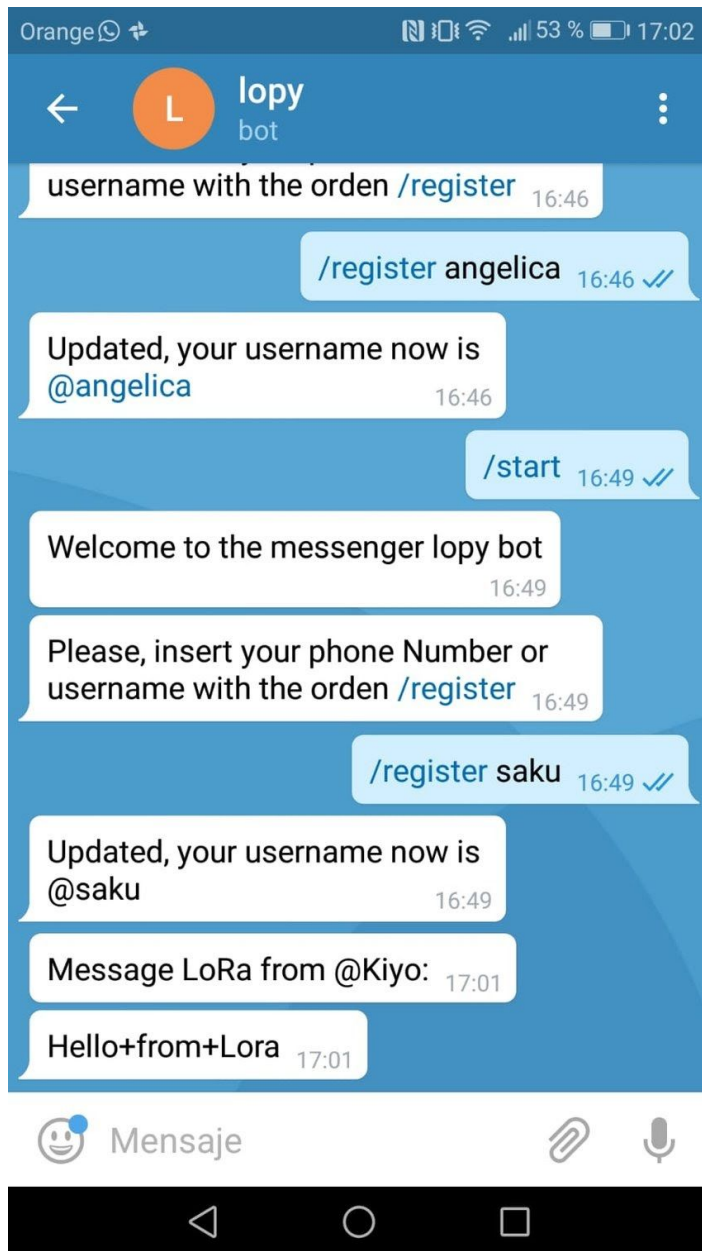 Orange 53 % 17:02
L lopy
bot
username with the orden /register 16:46
/register angelica 16:46
Updated, your username now is
@angelica 16:46
/start 16:49
Welcome to the messenger lopy bot
16:49
Please, insert your phone Number or
username with the orden /register 16:49
/register saku 16:49
Updated, your username now is
@saku 16:49
Message LoRa from @Kiyo: 17:01
Hello+from+Lora 17:01
Mensaje